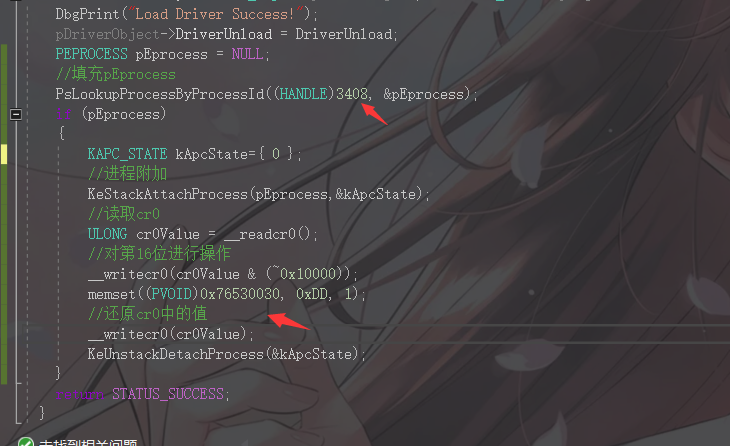 DbgPrint("Load Driver Success!");
pDriverObject->DriverUnload = DriverUnload;
PEPROCESS pEprocess = NULL;
//填充pEprocess
PsLookupProcessByProcessId((HANDLE)3408, &pEprocess);
if (pEprocess)
{
KAPC_STATE kApcState={ 0 };
//进程附加
KeStackAttachProcess(pEprocess,&kApcState);
//读取cr0
ULONG cr0Value = __readcr0();
//对第16位进行操作
__writecr0(cr0Value & (~0x10000));
memset((PVOID)0x76530030, 0xDD, 1);
//还原cr0中的值
__writecr0(cr0Value);
KeUnstackDetachProcess(&kApcState);
}
return STATUS_SUCCESS;
}
未找到相关问题